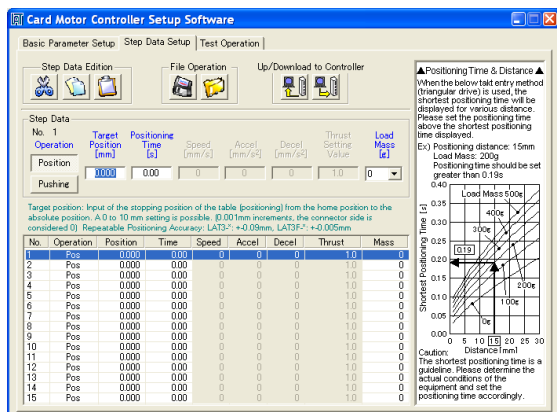 Card Motor Controller Setup Software
Basic Parameter Setup Step Data Setup Test Operation
Step Data Edition File Operation Up/Download to Controller
Step Data
No. 1
Operation
Position
Pushing
Target Position [mm] Positioning Time [s] Speed [mm/s] Accel [mm/s²] Decel [mm/s²] Thrust Setting Value Load Mass [g]
0.000 0.00 0 0 0 1.0 0
Target position: Input of the stopping position of the table (positioning) from the home position to the
absolute position. A 0 to 10 mm setting is possible. (0.001mm increments, the connector side is
considered 0) Repeatable Positioning Accuracy: LAT3-*: +-0.09mm, LAT3F-*: +-0.005mm
No. Operation Position Time Speed Accel Decel Thrust Mass
1 Pos 0.000 0.00 0 0 0 1.0 0
2 Pos 0.000 0.00 0 0 0 1.0 0
3 Pos 0.000 0.00 0 0 0 1.0 0
4 Pos 0.000 0.00 0 0 0 1.0 0
5 Pos 0.000 0.00 0 0 0 1.0 0
6 Pos 0.000 0.00 0 0 0 1.0 0
7 Pos 0.000 0.00 0 0 0 1.0 0
8 Pos 0.000 0.00 0 0 0 1.0 0
9 Pos 0.000 0.00 0 0 0 1.0 0
10 Pos 0.000 0.00 0 0 0 1.0 0
11 Pos 0.000 0.00 0 0 0 1.0 0
12 Pos 0.000 0.00 0 0 0 1.0 0
13 Pos 0.000 0.00 0 0 0 1.0 0
14 Pos 0.000 0.00 0 0 0 1.0 0
15 Pos 0.000 0.00 0 0 0 1.0 0
▲Positioning Time & Distance▲
When the below takt entry method
(triangular drive) is used, the
shortest positioning time will be
displayed for various distance.
Please set the positioning time
above the shortest positioning
time displayed.
Ex) Positioning distance: 15mm
Load Mass: 200g
Positioning time should be set
greater than 0.19s
Shortest Positioning Time [s]
0.40
0.35
0.30
0.25
0.20
0.15
0.10
0.05
0.00
0.19
Load Mass 500g
400g
300g
200g
100g
0g
0 5 10 15 20 25 30
Distance [mm]
Caution:
The shortest positioning time is a
guideline. Please determine the
actual conditions of the
equipment and set the
positioning time accordingly.